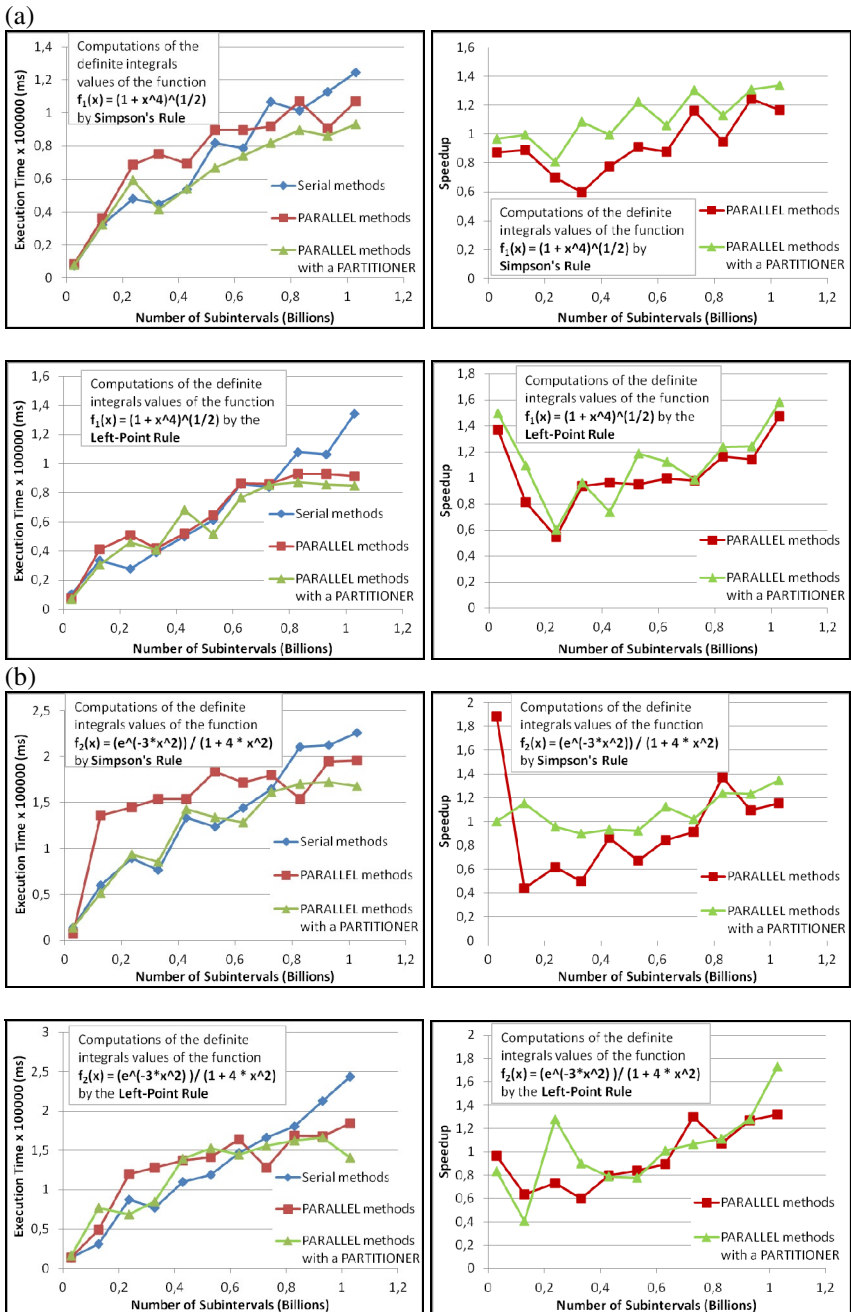 (a)
Execution Time x 100000 (ms)
1,4
1,2
1
0,8
0,6
0,4
0,2
0
Computations of the
definite integrals
values of the function
f₁(x) = (1 + x^4)^(1/2)
by Simpson's Rule
Serial methods
PARALLEL methods
PARALLEL methods
with a PARTITIONER
0 0,2 0,4 0,6 0,8 1 1,2
Number of Subintervals (Billions)
Speedup
1,6
1,4
1,2
1
0,8
0,6
0,4
0,2
0
Computations of the definite
integrals values of the function
f₁(x) = (1 + x^4)^(1/2) by
Simpson's Rule
PARALLEL methods
PARALLEL methods
with a PARTITIONER
0 0,2 0,4 0,6 0,8 1 1,2
Number of Subintervals (Billions)
Execution Time x 100000 (ms)
1,6
1,4
1,2
1
0,8
0,6
0,4
0,2
0
Computations of the definite
integrals values of the function
f₁(x) = (1 + x^4)^(1/2) by the
Left-Point Rule
Serial methods
PARALLEL methods
PARALLEL methods
with a PARTITIONER
0 0,2 0,4 0,6 0,8 1 1,2
Number of Subintervals (Billions)
Speedup
1,8
1,6
1,4
1,2
1
0,8
0,6
0,4
0,2
0
Computations of the definite
integrals values of the function
f₁(x) = (1 + x^4)^(1/2) by the
Left-Point Rule
PARALLEL methods
PARALLEL methods
with a PARTITIONER
0 0,2 0,4 0,6 0,8 1 1,2
Number of Subintervals (Billions)
(b)
Execution Time x 100000 (ms)
2,5
2
1,5
1
0,5
0
Computations of the definite
integrals values of the function
f₂(x) = (e^(-3*x^2)) / (1 + 4 * x^2)
by Simpson's Rule
Serial methods
PARALLEL methods
PARALLEL methods
with a PARTITIONER
0 0,2 0,4 0,6 0,8 1 1,2
Number of Subintervals (Billions)
Speedup
2
1,8
1,6
1,4
1,2
1
0,8
0,6
0,4
0,2
0
Computations of the definite
integrals values of the function
f₂(x) = (e^(-3*x^2)) / (1 + 4 * x^2)
by Simpson's Rule
PARALLEL methods
PARALLEL methods
with a PARTITIONER
0 0,2 0,4 0,6 0,8 1 1,2
Number of Subintervals (Billions)
Execution Time x 100000 (ms)
3
2,5
2
1,5
1
0,5
0
Computations of the definite
integrals values of the function
f₂(x) = (e^(-3*x^2) )/ (1 + 4 * x^2)
by the Left-Point Rule
Serial methods
PARALLEL methods
PARALLEL methods
with a PARTITIONER
0 0,2 0,4 0,6 0,8 1 1,2
Number of Subintervals (Billions)
Speedup
2
1,8
1,6
1,4
1,2
1
0,8
0,6
0,4
0,2
0
Computations of the definite
integrals values of the function
f₂(x) = (e^(-3*x^2) )/ (1 + 4 * x^2)
by the Left-Point Rule
PARALLEL methods
PARALLEL methods
with a PARTITIONER
0 0,2 0,4 0,6 0,8 1 1,2
Number of Subintervals (Billions)